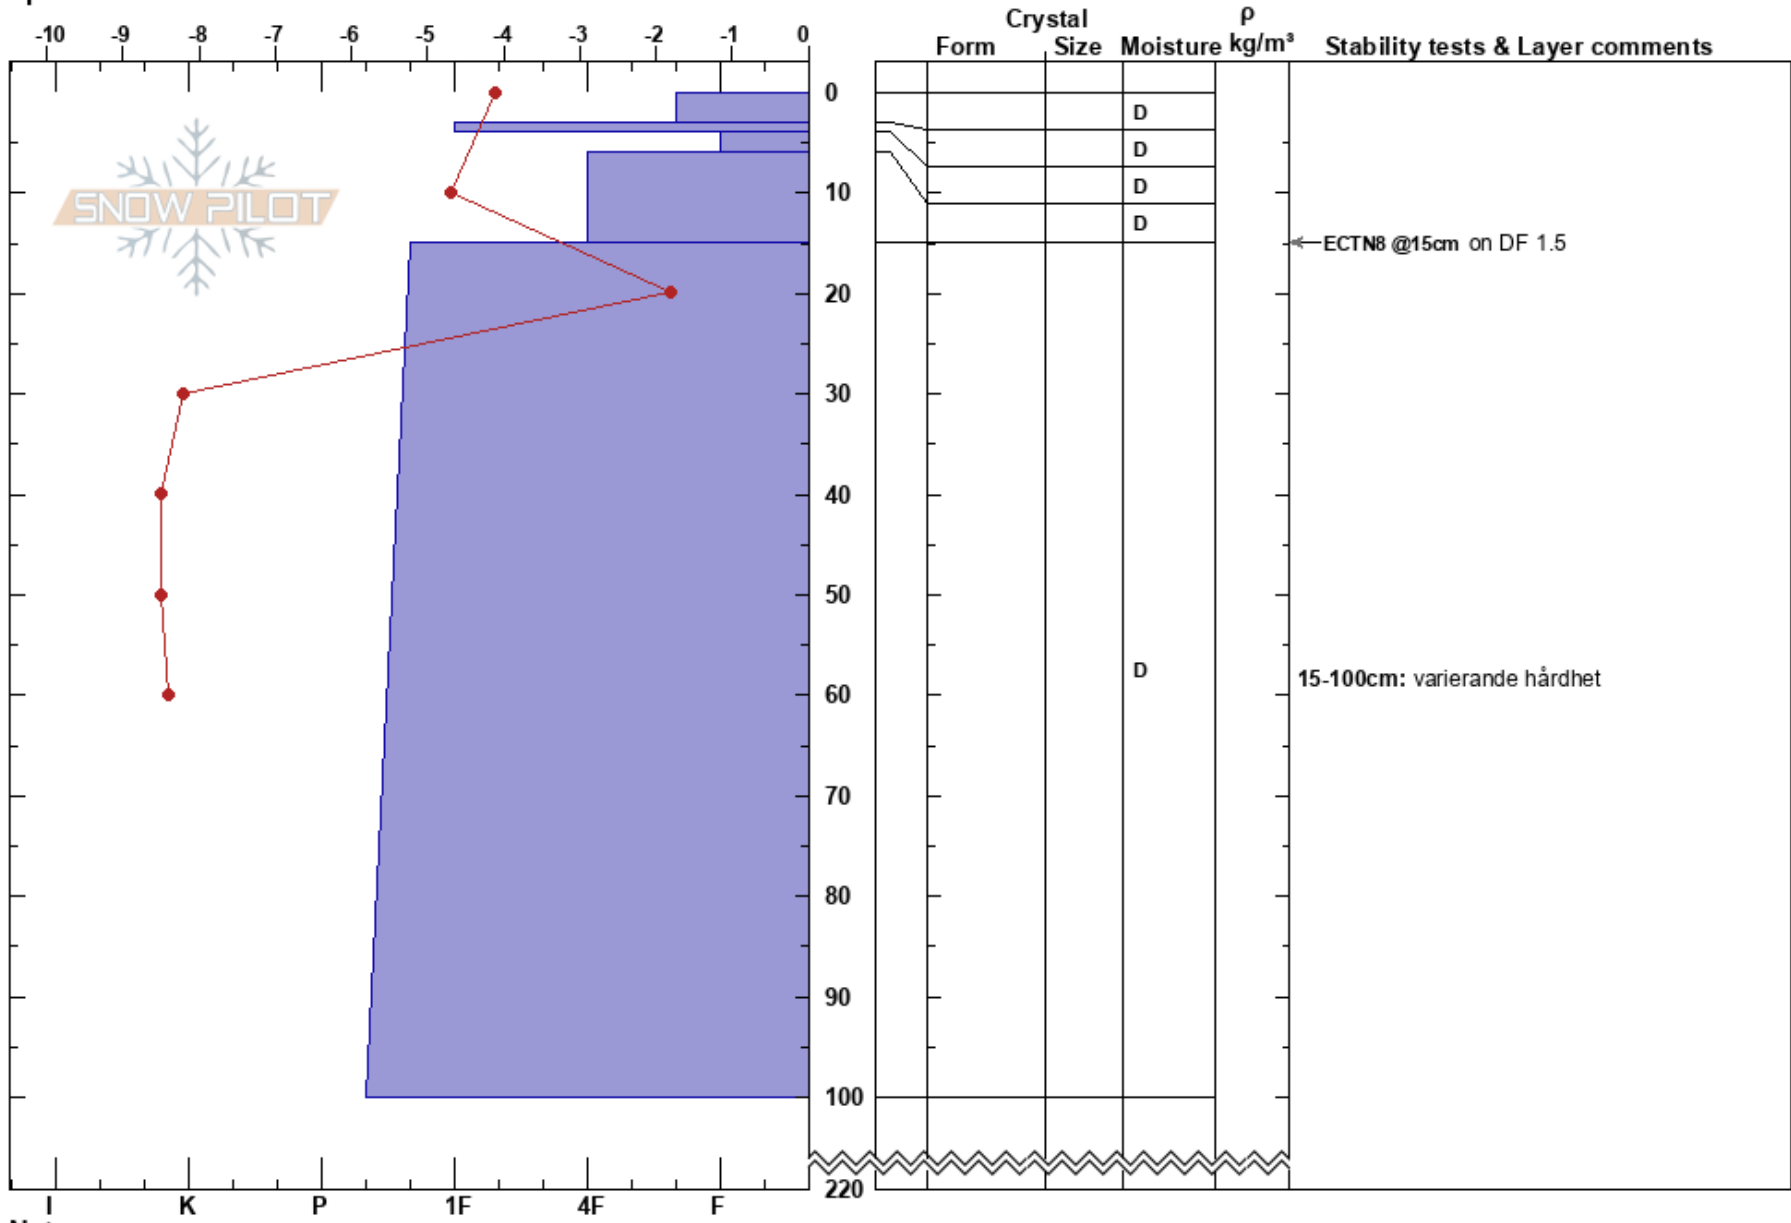 -10 -9 -8 -7 -6 -5 -4 -3 -2 -1 0
Crystal
ρ
Form Size Moisture kg/m³ Stability tests & Layer comments
SNOW PILOT
0
D
D
D
10
D
ECTN8 @15cm on DF 1.5
20
30
40
50
D
15-100cm: varierande hårdhet
60
70
80
90
100
220
I K P 1F 4F F